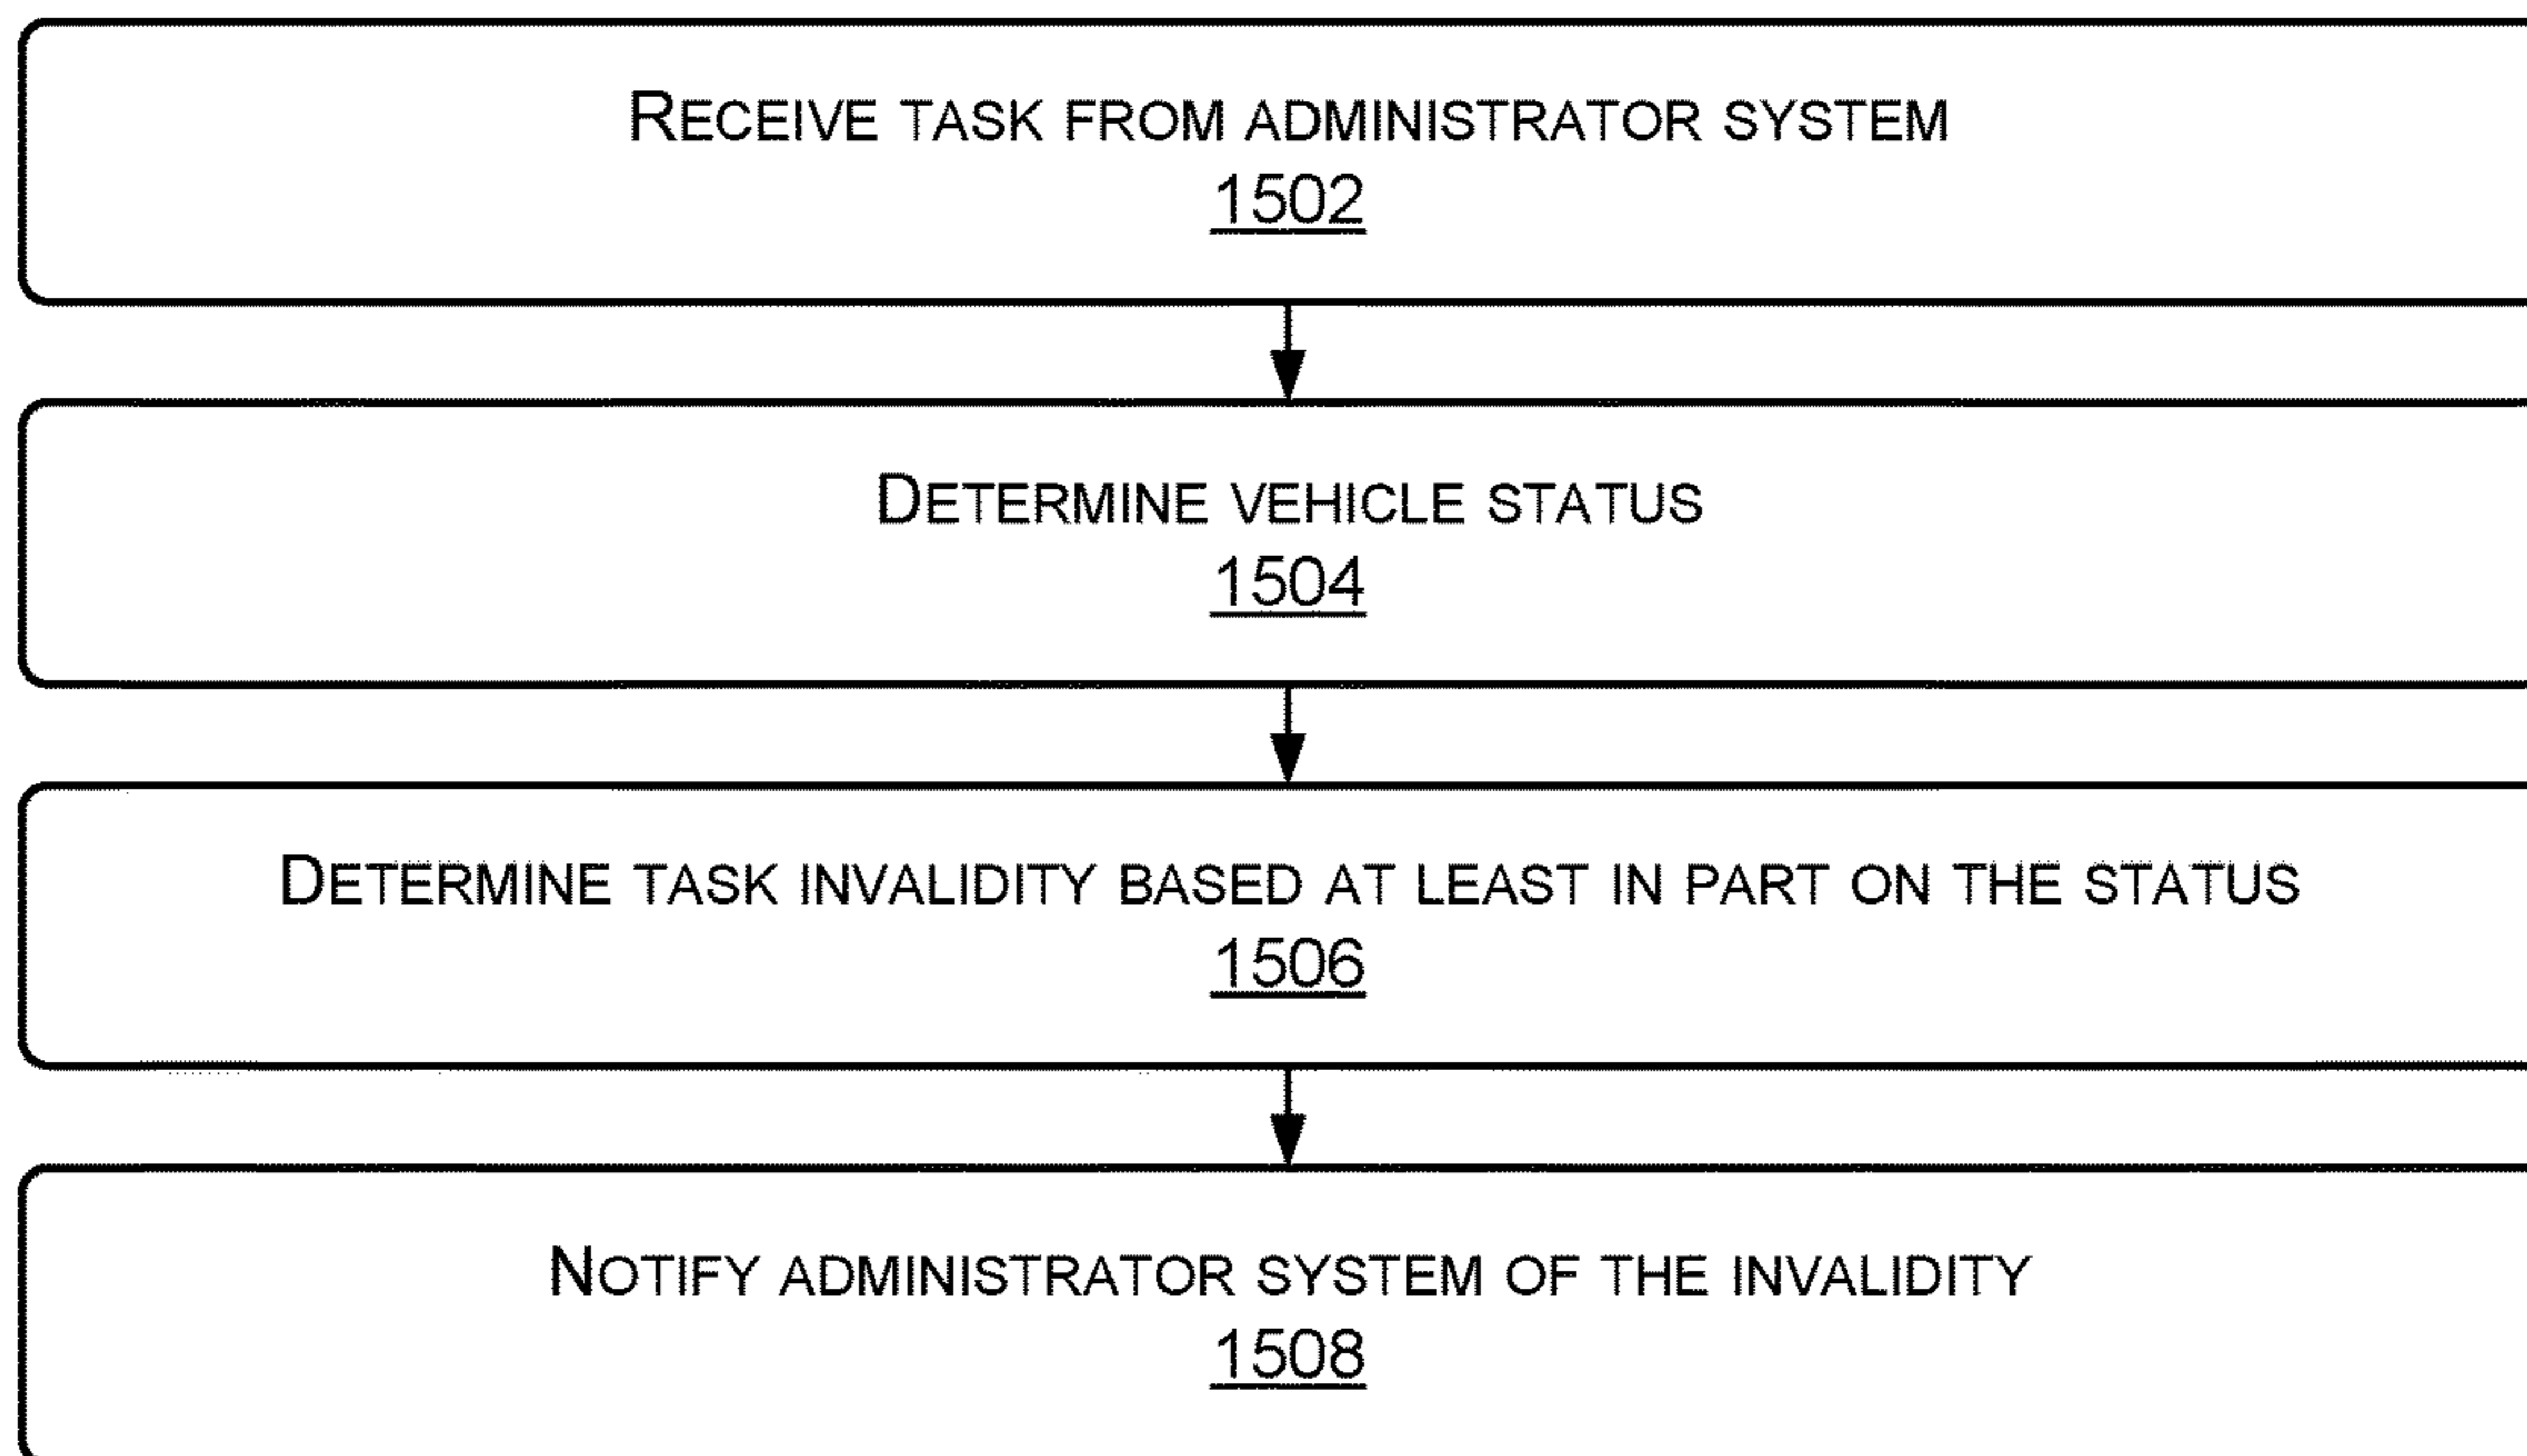 RECEIVE TASK FROM ADMINISTRATOR SYSTEM
1502
DETERMINE VEHICLE STATUS
1504
DETERMINE TASK INVALIDITY BASED AT LEAST IN PART ON THE STATUS
1506
NOTIFY ADMINISTRATOR SYSTEM OF THE INVALIDITY
1508